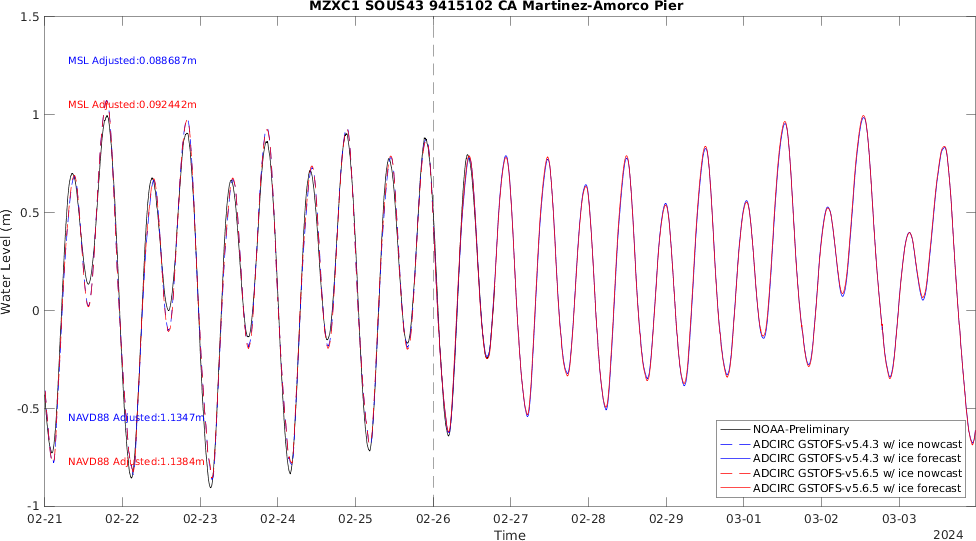 MZXC1 SOUS43 9415102 CA Martinez-Amorco Pier
1.5
1
0.5
0
-0.5
-1
Water Level (m)
MSL Adjusted:0.088687m
MSL Adjusted:0.092442m
NAVD88 Adjusted:1.1347m
NAVD88 Adjusted:1.1384m
NOAA-Preliminary
ADCIRC GSTOFS-v5.4.3 w/ ice nowcast
ADCIRC GSTOFS-v5.4.3 w/ ice forecast
ADCIRC GSTOFS-v5.6.5 w/ ice nowcast
ADCIRC GSTOFS-v5.6.5 w/ ice forecast
02-21 02-22 02-23 02-24 02-25 02-26 02-27 02-28 02-29 03-01 03-02 03-03
Time
2024